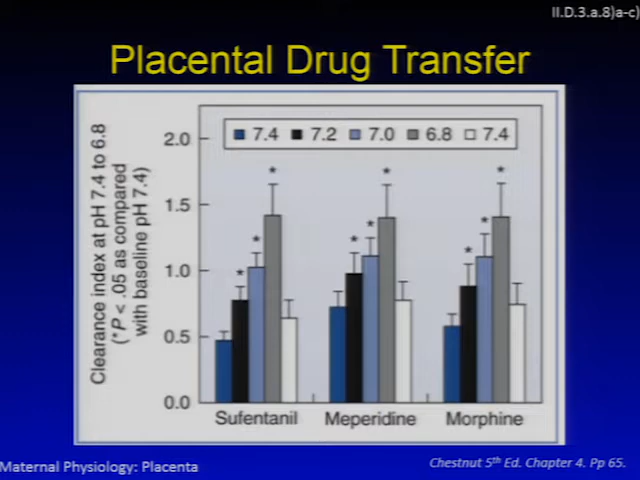 II.D.3.a.8)a-c)
Placental Drug Transfer
Clearance index at pH 7.4 to 6.8
(*P < .05 as compared
with baseline pH 7.4)
7.4 7.2 7.0 6.8 7.4
2.0
1.5
1.0
0.5
0.0
* * * * * * * * *
Sufentanil Meperidine Morphine
Maternal Physiology: Placenta
Chestnut 5th Ed. Chapter 4. Pp 65.